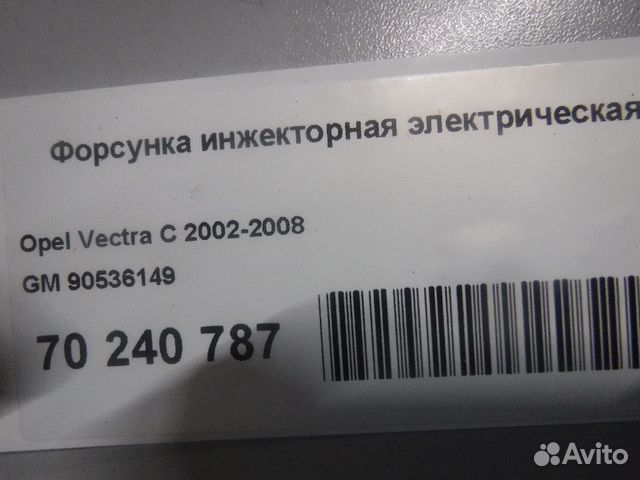 Форсунка инжекторная электрическая
Opel Vectra C 2002-2008
GM 90536149
70 240 787
Avito